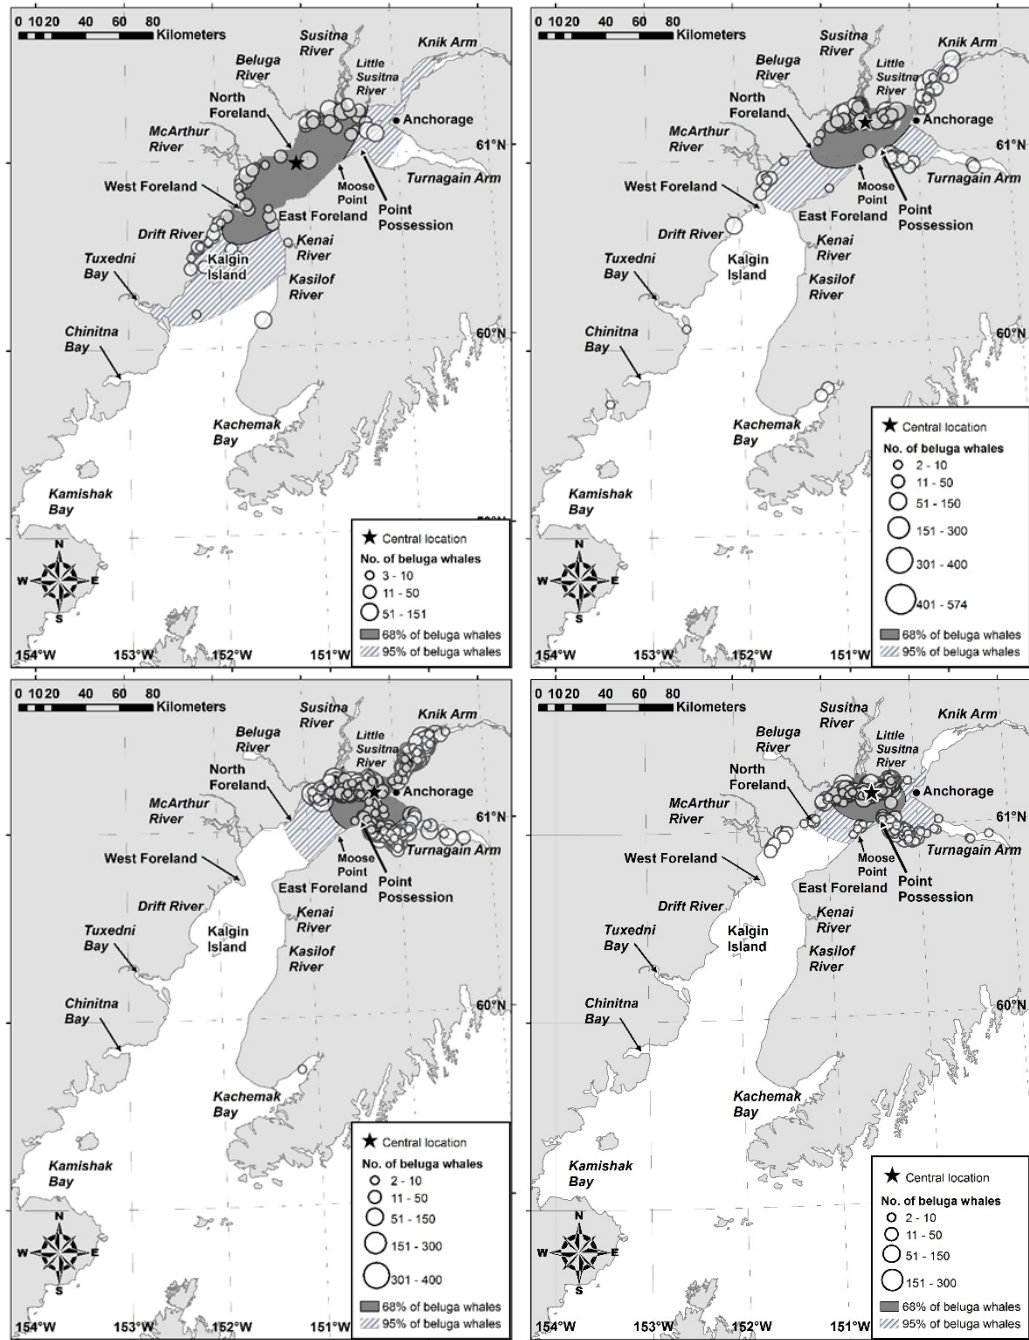 0 10 20 40 60 80
Kilometers
Susitna
River
Knik Arm
Beluga
River
Little
Susitna
River
North
Foreland
Anchorage
McArthur
River
61°N
Turnagain Arm
West Foreland
Moose
Point
Point
Possession
East Foreland
Drift River
Kenai
River
Tuxedni
Bay
Kalgin
Island
Kasilof
River
Chinitna
Bay
60°N
Kachemak
Bay
Kamishak
Bay
N
W E
S
★ Central location
No. of beluga whales
3 - 10
11 - 50
51 - 151
68% of beluga whales
95% of beluga whales
154°W 153°W 152°W 151°W
0 10 20 40 60 80
Kilometers
Susitna
River
Knik Arm
Beluga
River
Little
Susitna
River
North
Foreland
Anchorage
McArthur
River
61°N
Turnagain Arm
West Foreland
Moose
Point
Point
Possession
East Foreland
Drift River
Kenai
River
Tuxedni
Bay
Kalgin
Island
Kasilof
River
Chinitna
Bay
60°N
Kachemak
Bay
Kamishak
Bay
N
W E
S
★ Central location
No. of beluga whales
2 - 10
11 - 50
51 - 150
151 - 300
301 - 400
401 - 574
68% of beluga whales
95% of beluga whales
154°W 153°W 152°W 151°W
0 10 20 40 60 80
Kilometers
Susitna
River
Knik Arm
Beluga
River
Little
Susitna
River
North
Foreland
Anchorage
McArthur
River
61°N
Turnagain Arm
West Foreland
Moose
Point
Point
Possession
East Foreland
Drift River
Kenai
River
Tuxedni
Bay
Kalgin
Island
Kasilof
River
Chinitna
Bay
60°N
Kachemak
Bay
Kamishak
Bay
N
W E
S
★ Central location
No. of beluga whales
2 - 10
11 - 50
51 - 150
151 - 300
301 - 400
68% of beluga whales
95% of beluga whales
154°W 153°W 152°W 151°W
0 10 20 40 60 80
Kilometers
Susitna
River
Knik Arm
Beluga
River
Little
Susitna
River
North
Foreland
Anchorage
McArthur
River
61°N
Turnagain Arm
West Foreland
Moose
Point
Point
Possession
East Foreland
Drift River
Kenai
River
Tuxedni
Bay
Kalgin
Island
Kasilof
River
Chinitna
Bay
60°N
Kachemak
Bay
Kamishak
Bay
N
W E
S
★ Central location
No. of beluga whales
2 - 10
11 - 50
51 - 150
151 - 300
68% of beluga whales
95% of beluga whales
154°W 153°W 152°W 151°W